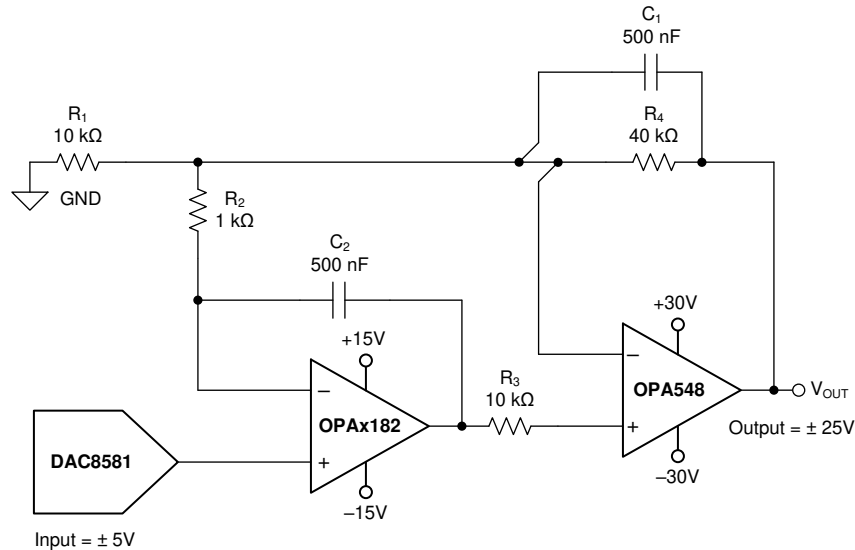 C1
500 nF
R1
10 kΩ
R4
40 kΩ
GND
R2
1 kΩ
C2
500 nF
+15V
+30V
–
OPAx182
+
–15V
R3
10 kΩ
–
OPA548
+
–30V
VOUT
Output = ± 25V
DAC8581
Input = ± 5V